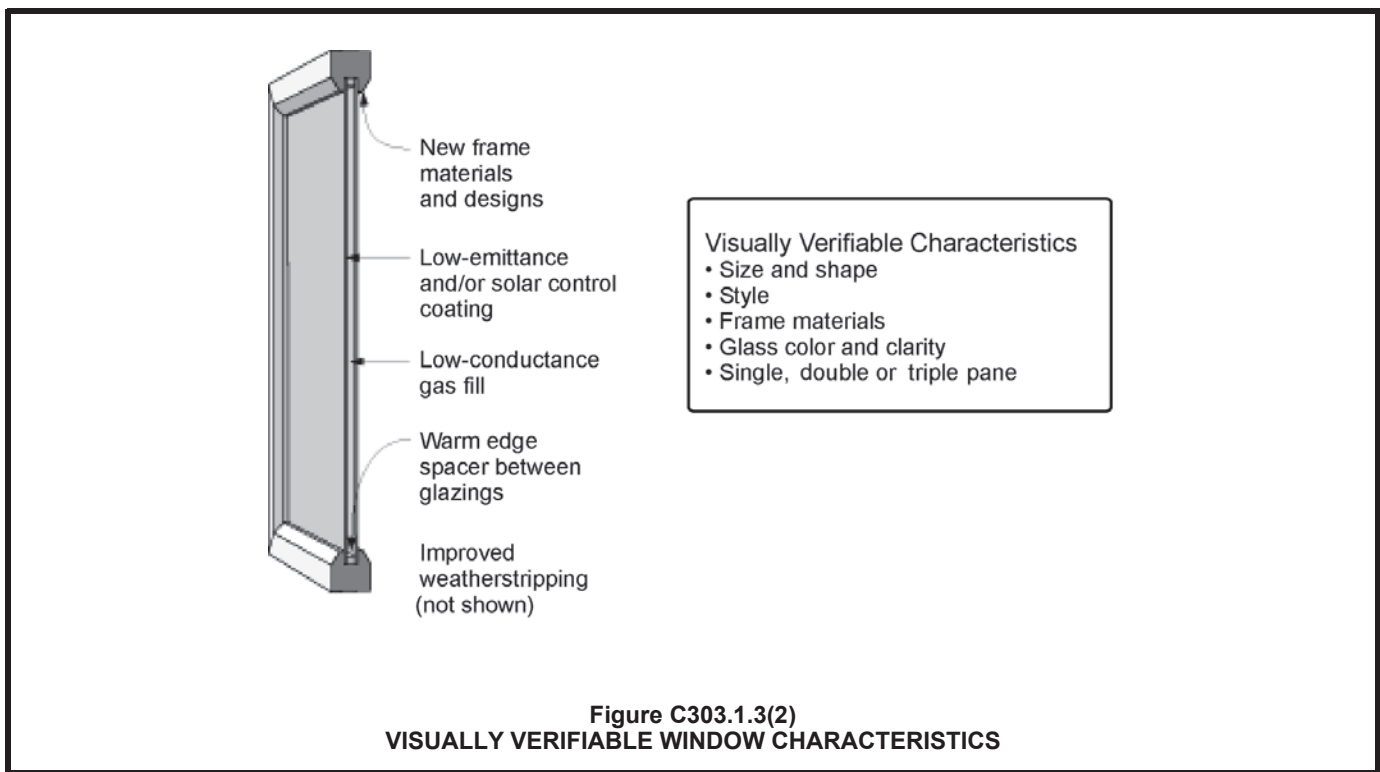 New frame
materials
and designs
Low-emittance
and/or solar control
coating
Low-conductance
gas fill
Warm edge
spacer between
glazings
Improved
weatherstripping
(not shown)
Visually Verifiable Characteristics
• Size and shape
• Style
• Frame materials
• Glass color and clarity
• Single, double or triple pane
Figure C303.1.3(2)
VISUALLY VERIFIABLE WINDOW CHARACTERISTICS